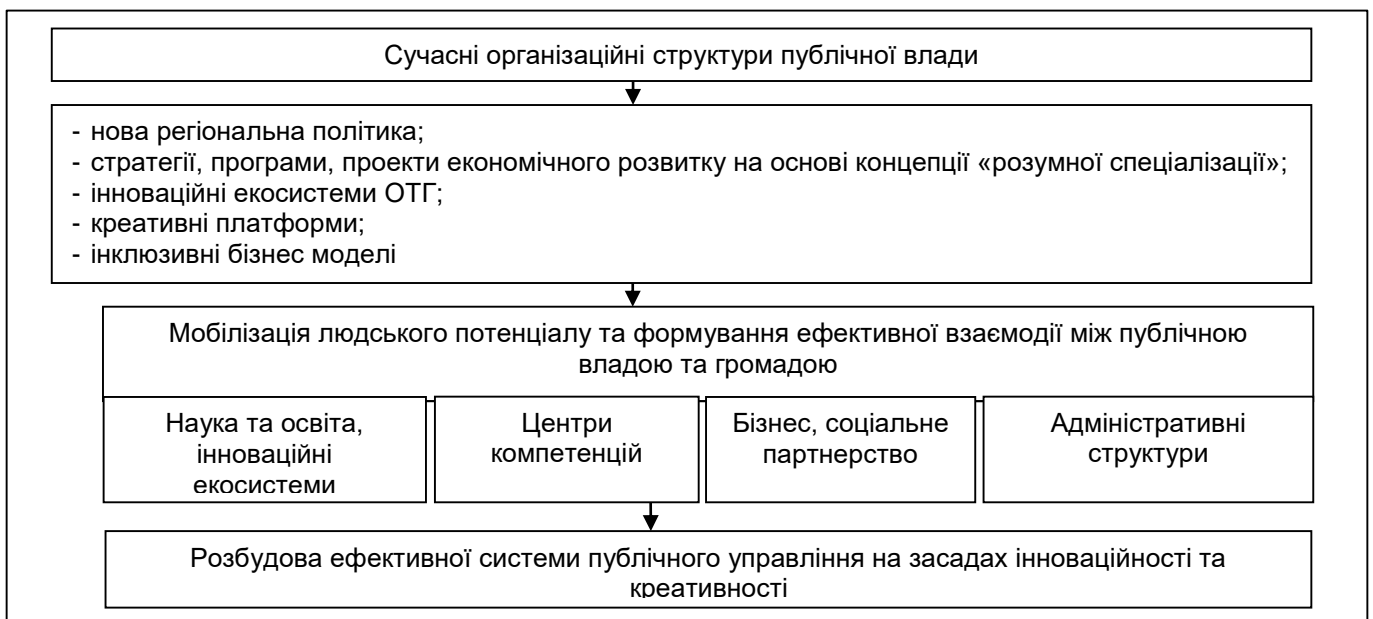 Сучасні організаційні структури публічної влади
- нова регіональна політика;
- стратегії, програми, проекти економічного розвитку на основі концепції «розумної спеціалізації»;
- інноваційні екосистеми ОТГ;
- креативні платформи;
- інклюзивні бізнес моделі
Мобілізація людського потенціалу та формування ефективної взаємодії між публічною
владою та громадою
Наука та освіта,
інноваційні
екосистеми
Центри
компетенцій
Бізнес, соціальне
партнерство
Адміністративні
структури
Розбудова ефективної системи публічного управління на засадах інноваційності та
креативності